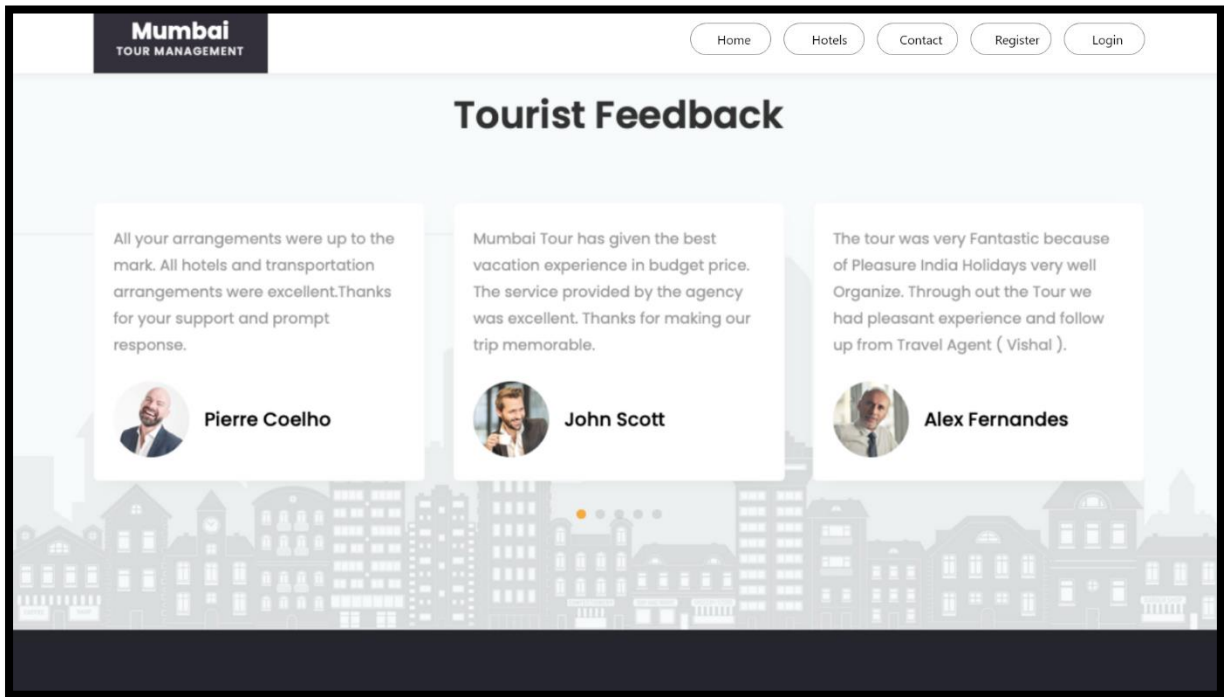 Mumbai
TOUR MANAGEMENT
Home
Hotels
Contact
Register
Login
Tourist Feedback
All your arrangements were up to the
mark. All hotels and transportation
arrangements were excellent.Thanks
for your support and prompt
response.
Pierre Coelho
Mumbai Tour has given the best
vacation experience in budget price.
The service provided by the agency
was excellent. Thanks for making our
trip memorable.
John Scott
The tour was very Fantastic because
of Pleasure India Holidays very well
Organize. Through out the Tour we
had pleasant experience and follow
up from Travel Agent ( Vishal ).
Alex Fernandes